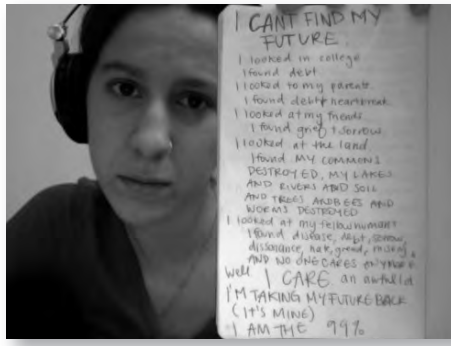 I CANT FIND MY
FUTURE.
I looked in college
I found debt.
I looked to my parents.
I found debt & heartbreak.
I looked at my friends.
I found grief & sorrow.
I looked at the land
I found MY COMMONS
DESTROYED, MY LAKES
AND RIVERS AND SOIL
AND TREES AND BEES AND
WORMS DESTROYED
I looked at my fellow humans
I found disease, debt, sorrow,
dissonance, hate, greed,
AND NO ONE CARES ANYMORE
Well I CARE an awful
I'M TAKING MY FUTURE BACK.
(IT'S MINE)
I AM THE 99%